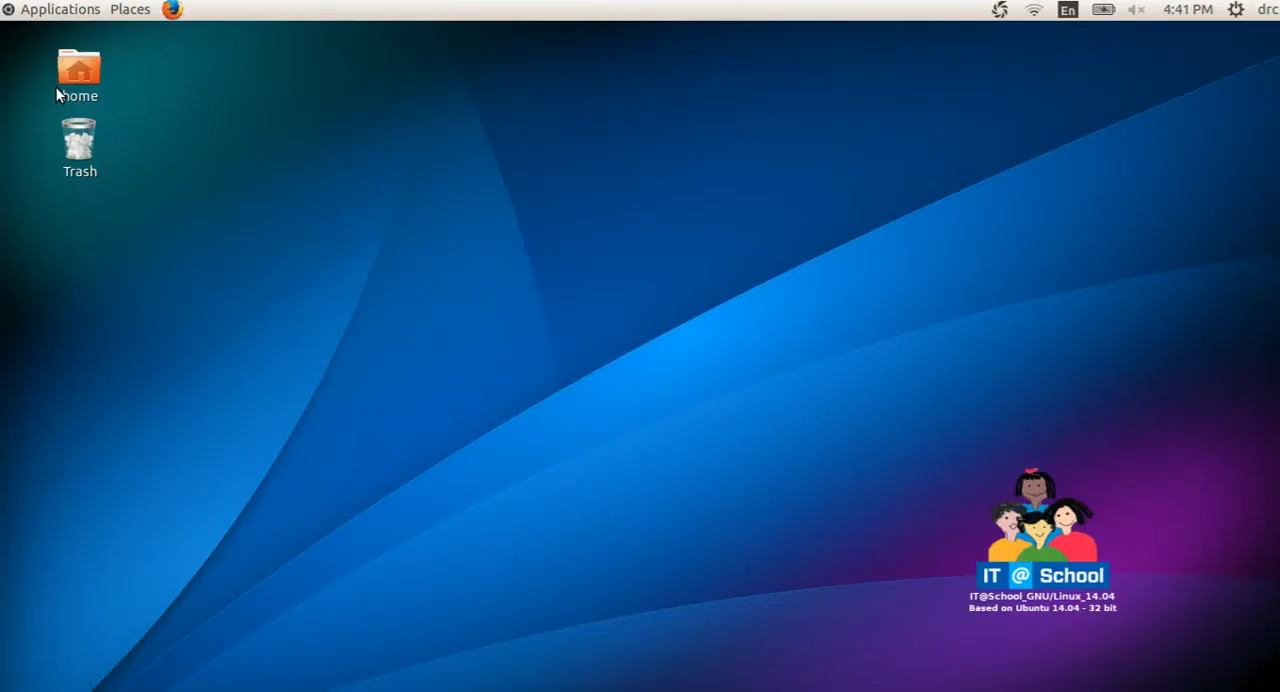 Applications Places
En 4:41 PM drc
home
Trash
IT @ School
IT@School_GNU/Linux_14.04
Based on Ubuntu 14.04 - 32 bit